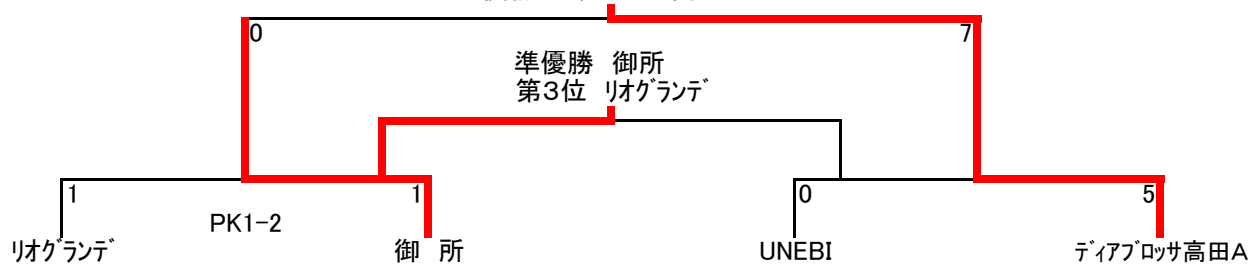 0 7
準優勝 御所
第3位 ﾘｵｸﾞランﾃﾞ
1 1 0 5
PK1-2
ﾘｵｸﾞランﾃﾞ 御 所 UNEBI ﾃﾞｨｱﾌﾞﾛｯｻ高田A